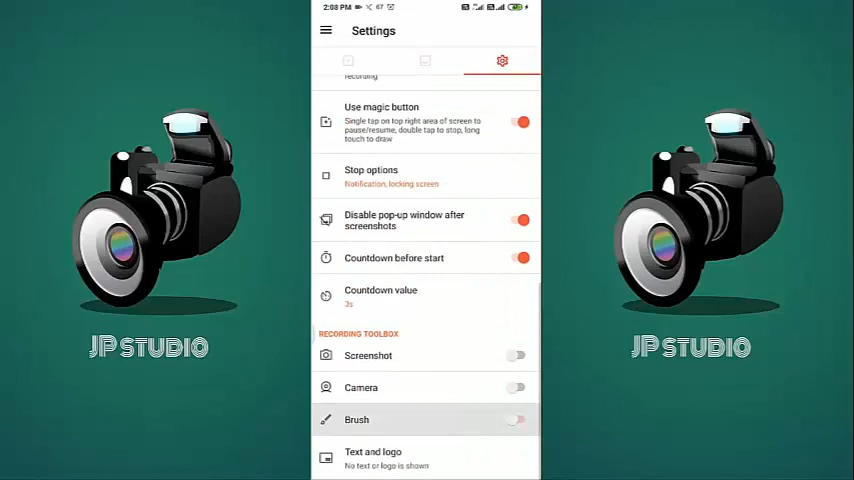 2:08 PM
Settings
recording
Use magic button
Single tap on top right area of screen to
pause/resume, double tap to stop, long
touch to draw
Stop options
Notification, locking screen
Disable pop-up window after
screenshots
Countdown before start
Countdown value
3s
RECORDING TOOLBOX
Screenshot
Camera
Brush
Text and logo
No text or logo is shown
JP STUDIO
JP STUDIO